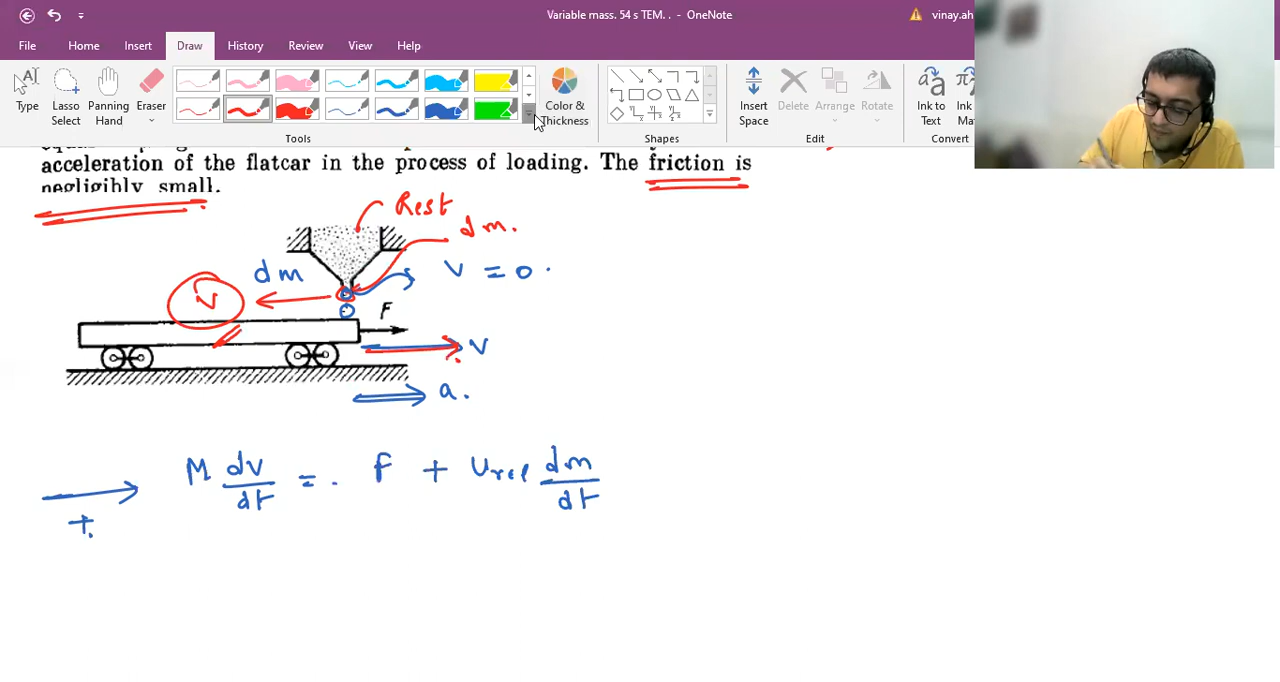 Variable mass. 54 s TEM. . - OneNote
vinay.ah
File Home Insert Draw History Review View Help
Type
Lasso Select
Panning Hand
Eraser
Color & Thickness
Insert Space
Delete
Arrange
Rotate
Ink to Text
Ink to
Tools
Shapes
Edit
Convert
acceleration of the flatcar in the process of loading. The friction is
negligibly small.
Rest
dm.
dm
V = 0.
V
F
V
a.
M dv/dt = . F + Urel dm/dt
+.